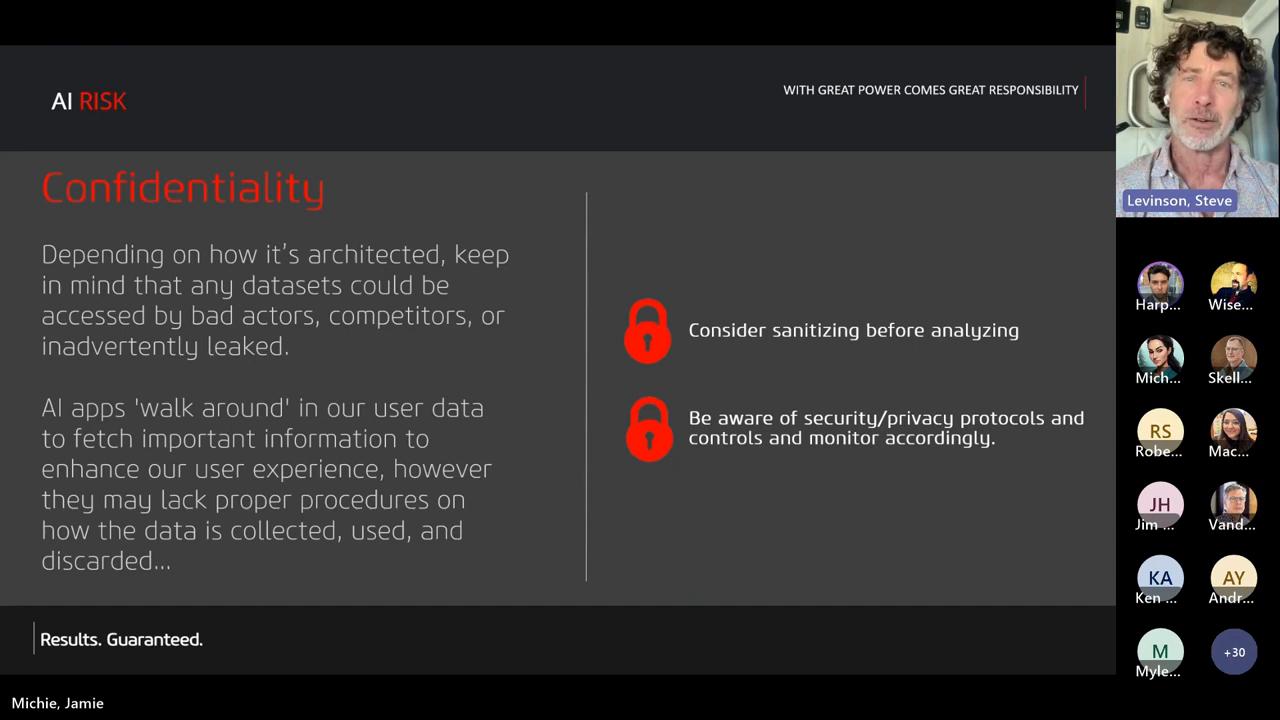 AI RISK
WITH GREAT POWER COMES GREAT RESPONSIBILITY
Confidentiality
Depending on how it's architected, keep
in mind that any datasets could be
accessed by bad actors, competitors, or
inadvertently leaked.
AI apps 'walk around' in our user data
to fetch important information to
enhance our user experience, however
they may lack proper procedures on
how the data is collected, used, and
discarded...
Consider sanitizing before analyzing
Be aware of security/privacy protocols and
controls and monitor accordingly.
Results. Guaranteed.
Michie, Jamie
Levinson, Steve
Harp...
Wise...
Mich...
Skell...
RS
Robe...
Mac...
JH
Jim ...
Vand...
KA
Ken ...
AY
Andr...
M
Myle...
+30